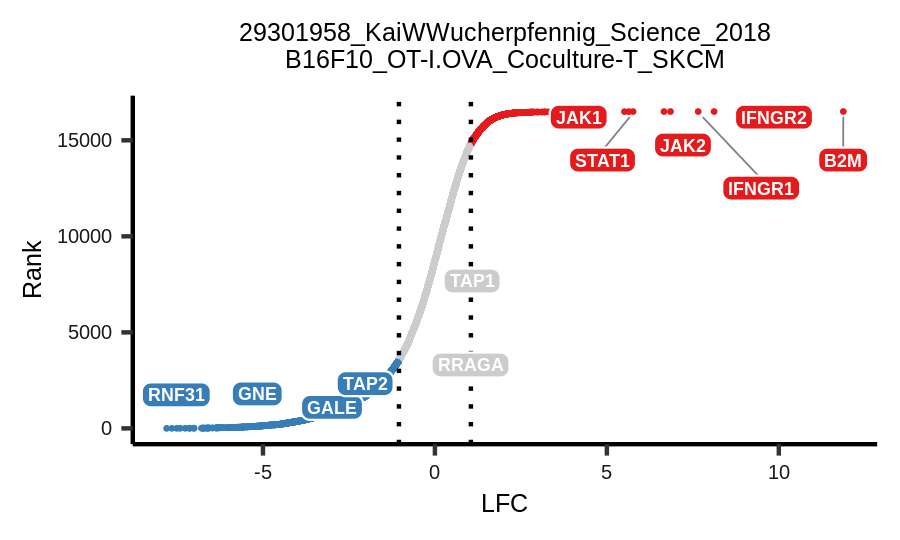 29301958_KaiWWucherpfennig_Science_2018
B16F10_OT-I.OVA_Coculture-T_SKCM
15000
10000
5000
0
Rank
JAK1
IFNGR2
STAT1
JAK2
B2M
IFNGR1
TAP1
RRAGA
TAP2
RNF31
GNE
GALE
-5
0
5
10
LFC